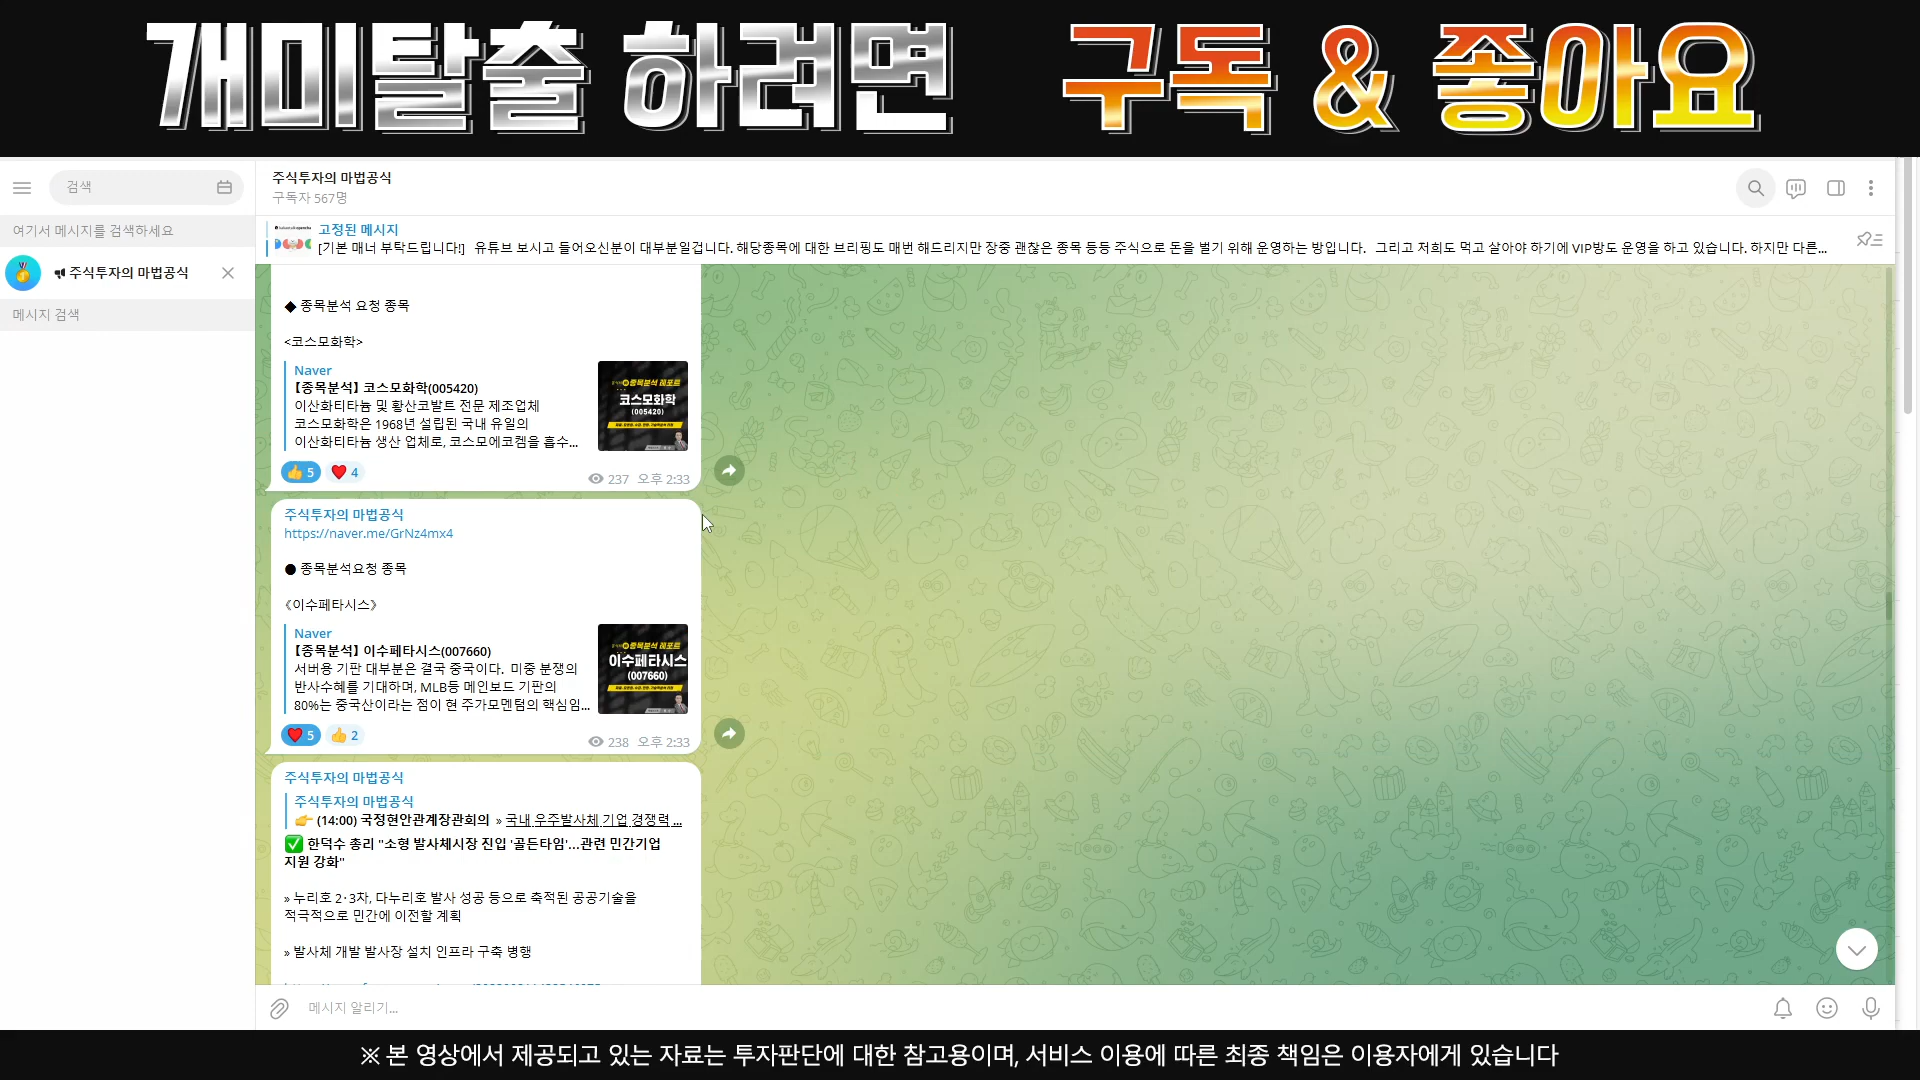 개미탈출 하려면 구독 & 좋아요
검색
여기서 메시지를 검색하세요
주식투자의 마법공식
메시지 검색
주식투자의 마법공식
구독자 567명
고정된 메시지
[기본 매너 부탁드립니다!] 유튜브 보시고 들어오신분이 대부분일겁니다. 해당종목에 대한 브리핑도 매번 해드리지만 장중 괜찮은 종목 등등 주식으로 돈을 벌기 위해 운영하는 방입니다. 그리고 저희도 먹고 살아야 하기에 VIP방도 운영을 하고 있습니다. 하지만 다른...
◆ 종목분석 요청 종목
<코스모화학>
Naver
【종목분석】 코스모화학(005420)
이산화티타늄 및 황산코발트 전문 제조업체
코스모화학은 1968년 설립된 국내 유일의
이산화티타늄 생산 업체로, 코스모에코켐을 흡수...
종목분석 레포트
코스모화학
(005420)
👍 5 ❤️ 4
237 오후 2:33
주식투자의 마법공식
https://naver.me/GrNz4mx4
● 종목분석요청 종목
《이수페타시스》
Naver
【종목분석】 이수페타시스(007660)
서버용 기판 대부분은 결국 중국이다. 미중 분쟁의
반사수혜를 기대하며, MLB등 메인보드 기판의
80%는 중국산이라는 점이 현 주가모멘텀의 핵심임...
종목분석 레포트
이수페타시스
(007660)
❤️ 5 👍 2
238 오후 2:33
주식투자의 마법공식
주식투자의 마법공식
👉 (14:00) 국정현안관계장관회의 » 국내 우주발사체 기업 경쟁력 ...
✅ 한덕수 총리 "소형 발사체시장 진입 '골든타임'...관련 민간기업
지원 강화"
» 누리호 2·3차, 다누리호 발사 성공 등으로 축적된 공공기술을
적극적으로 민간에 이전할 계획
» 발사체 개발 발사장 설치 인프라 구축 병행
메시지 알리기...
※ 본 영상에서 제공되고 있는 자료는 투자판단에 대한 참고용이며, 서비스 이용에 따른 최종 책임은 이용자에게 있습니다